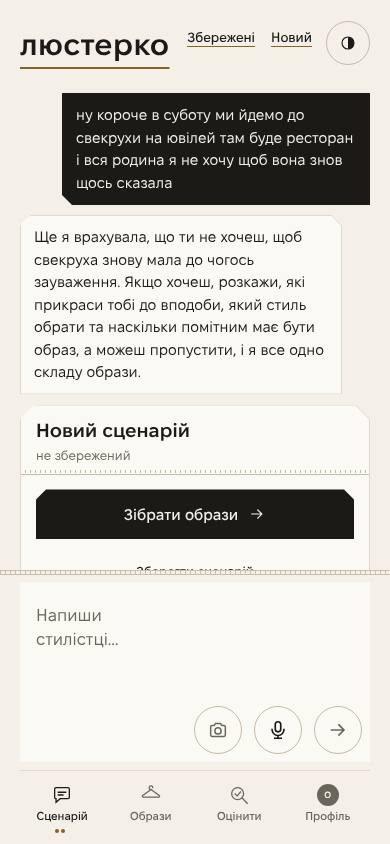 люстерко
Збережені
Новий
ну короче в суботу ми йдемо до
свекрухи на ювілей там буде ресторан
і вся родина я не хочу щоб вона знов
щось сказала
Ще я врахувала, що ти не хочеш, щоб
свекруха знову мала до чогось
зауваження. Якщо хочеш, розкажи, які
прикраси тобі до вподоби, який стиль
обрати та наскільки помітним має бути
образ, а можеш пропустити, і я все одно
складу образи.
Новий сценарій
не збережений
Зібрати образи →
Напиши
стилістці...
Сценарій
Образи
Оцінити
О
Профіль